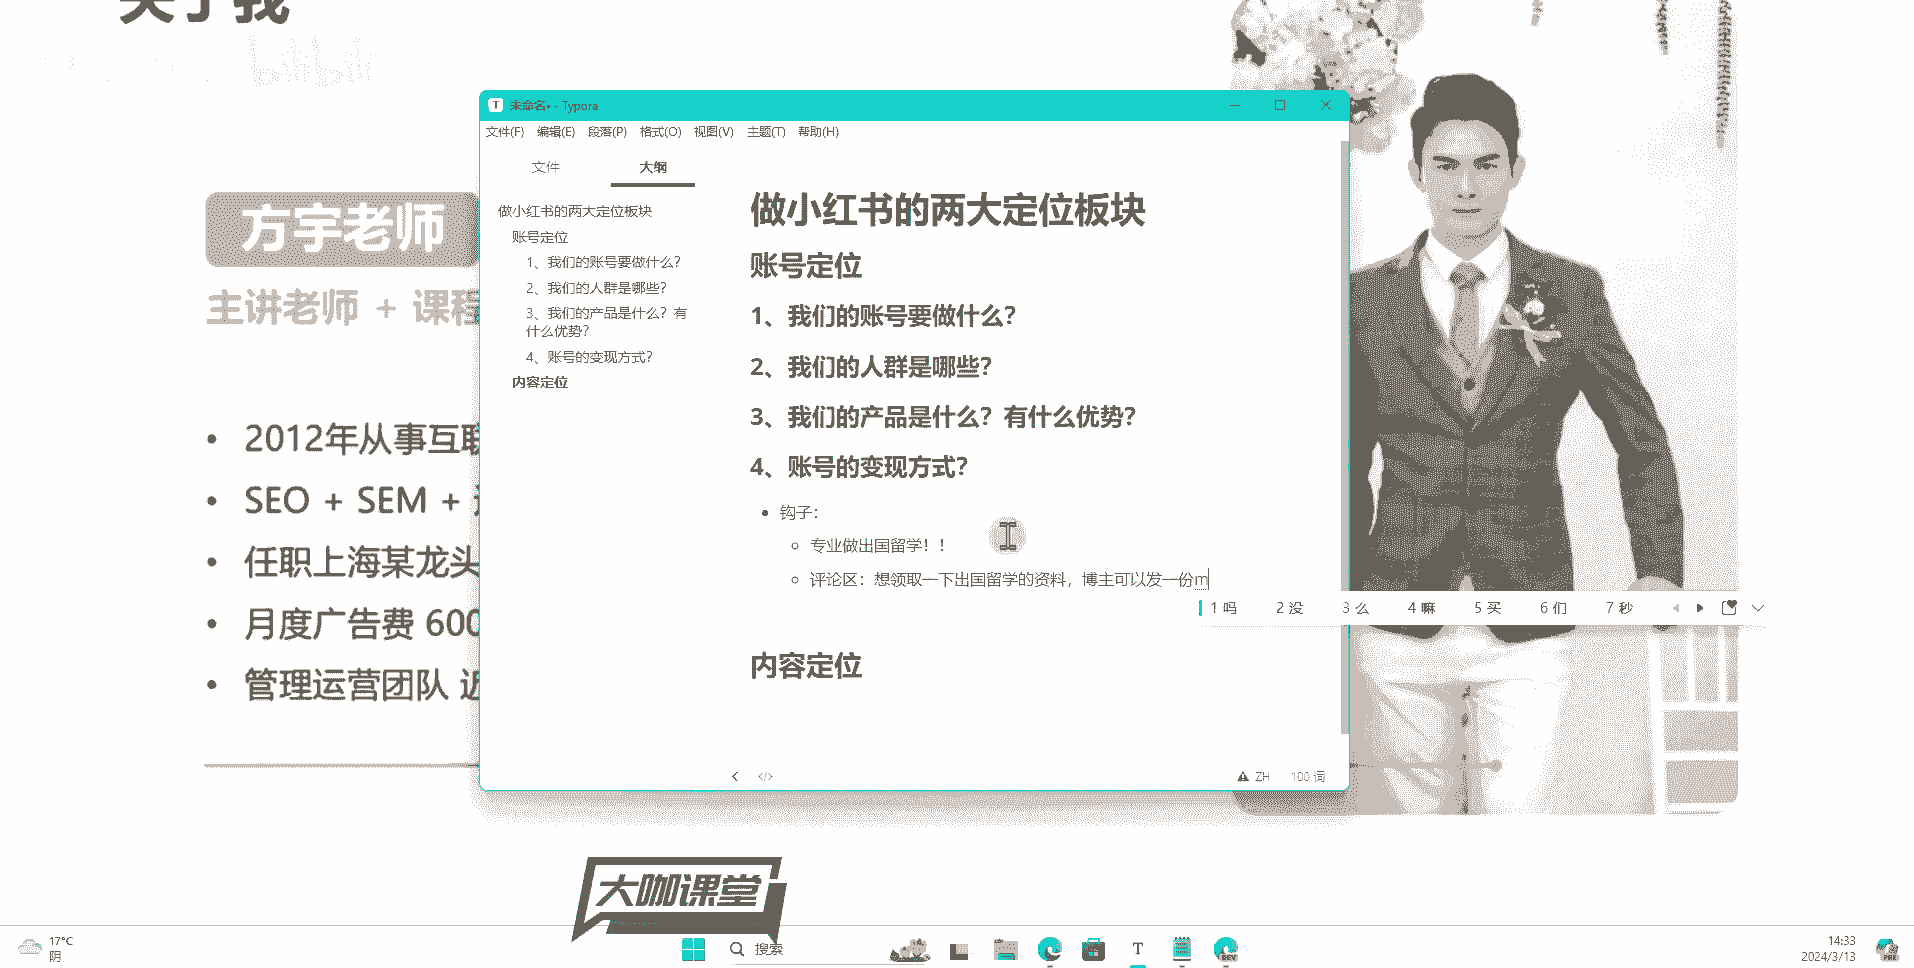 关于我
bilibili
方宇老师
主讲老师 + 课程
• 2012年从事互联
• SEO + SEM +
• 任职上海某龙头
• 月度广告费 600
• 管理运营团队 近
T 未命名• - Typora
文件(F) 编辑(E) 段落(P) 格式(O) 视图(V) 主题(T) 帮助(H)
文件 大纲
做小红书的两大定位板块
账号定位
1、我们的账号要做什么？
2、我们的人群是哪些？
3、我们的产品是什么？有
什么优势？
4、账号的变现方式？
内容定位
做小红书的两大定位板块
账号定位
1、我们的账号要做什么？
2、我们的人群是哪些？
3、我们的产品是什么？有什么优势？
4、账号的变现方式？
• 钩子：
专业做出国留学！！
评论区：想领取一下出国留学的资料，博主可以发一份m
1 吗 2 没 3 么 4 嘛 5 买 6 们 7 秒
内容定位
</> ZH 100 词
大咖课堂
17°C
阴
搜索
T
DEV
14:33
2024/3/13
PRE